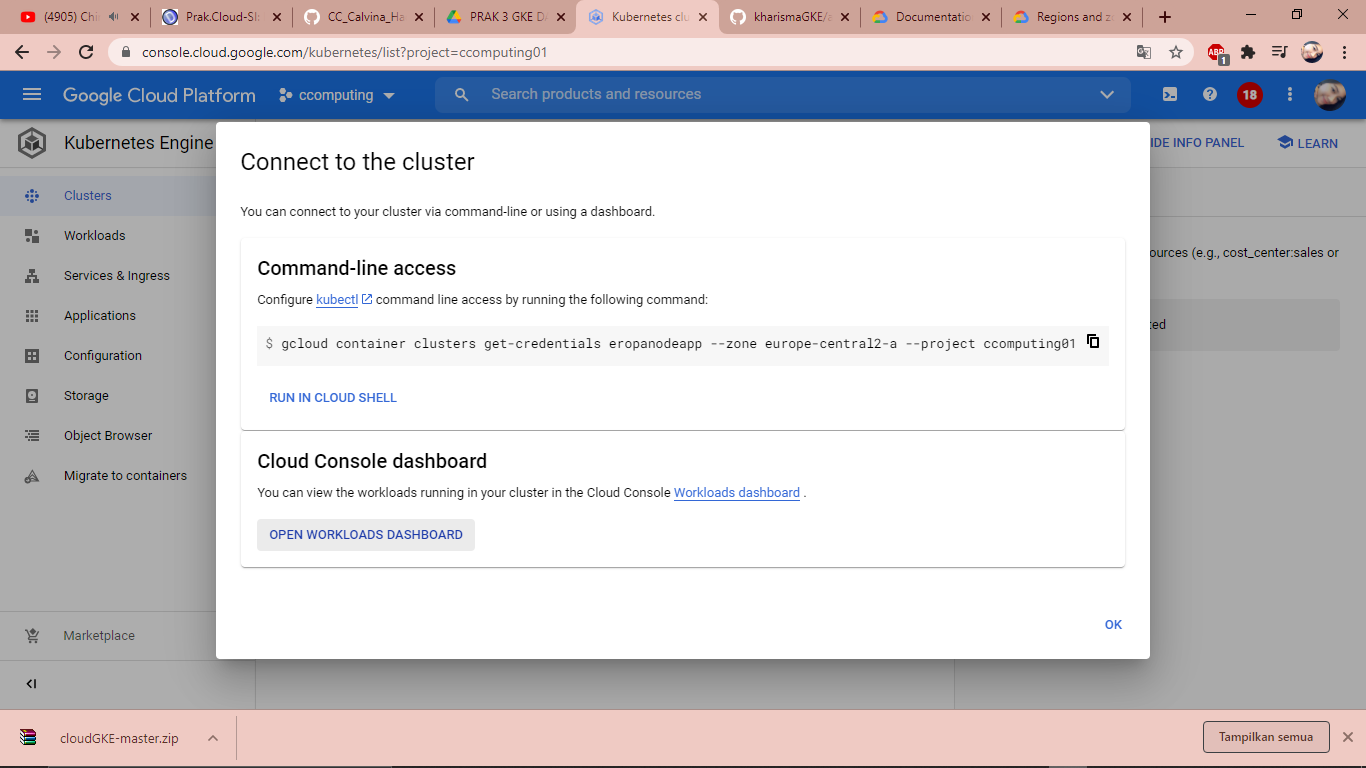 (4905) Chi
Prak.Cloud-SI:
CC_Calvina_Ha
PRAK 3 GKE D
Kubernetes clu
kharismaGKE/a
Documentatio
Regions and z
console.cloud.google.com/kubernetes/list?project=ccomputing01
ABP
1
Google Cloud Platform
ccomputing
Search products and resources
18
Kubernetes Engine
IDE INFO PANEL
LEARN
Clusters
Workloads
Services & Ingress
Applications
Configuration
Storage
Object Browser
Migrate to containers
Marketplace
Connect to the cluster
You can connect to your cluster via command-line or using a dashboard.
Command-line access
Configure kubectl command line access by running the following command:
$ gcloud container clusters get-credentials eropanodeapp --zone europe-central2-a --project ccomputing01
RUN IN CLOUD SHELL
Cloud Console dashboard
You can view the workloads running in your cluster in the Cloud Console Workloads dashboard .
OPEN WORKLOADS DASHBOARD
OK
ources (e.g., cost_center:sales or
ted
cloudGKE-master.zip
Tampilkan semua